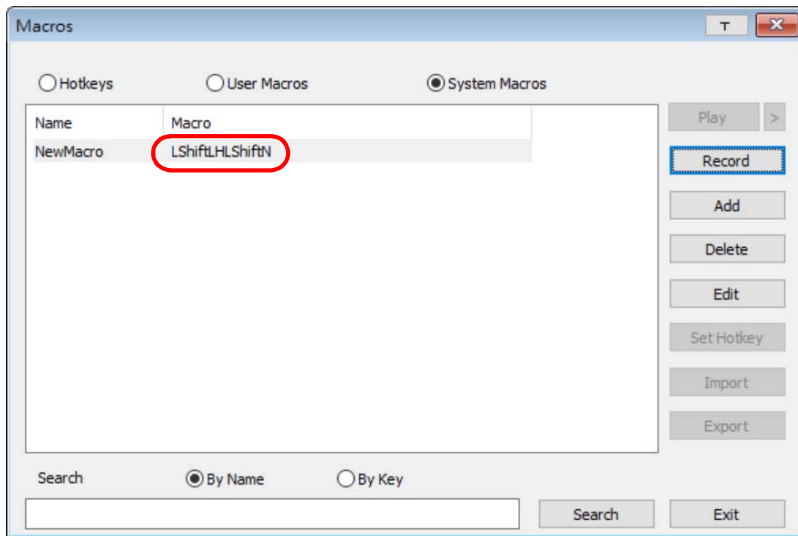 Macros
Hotkeys User Macros System Macros
Name Macro Play >
NewMacro LShiftLHLShiftN Record
Add
Delete
Edit
Set Hotkey
Import
Export
Search By Name By Key
Search Exit